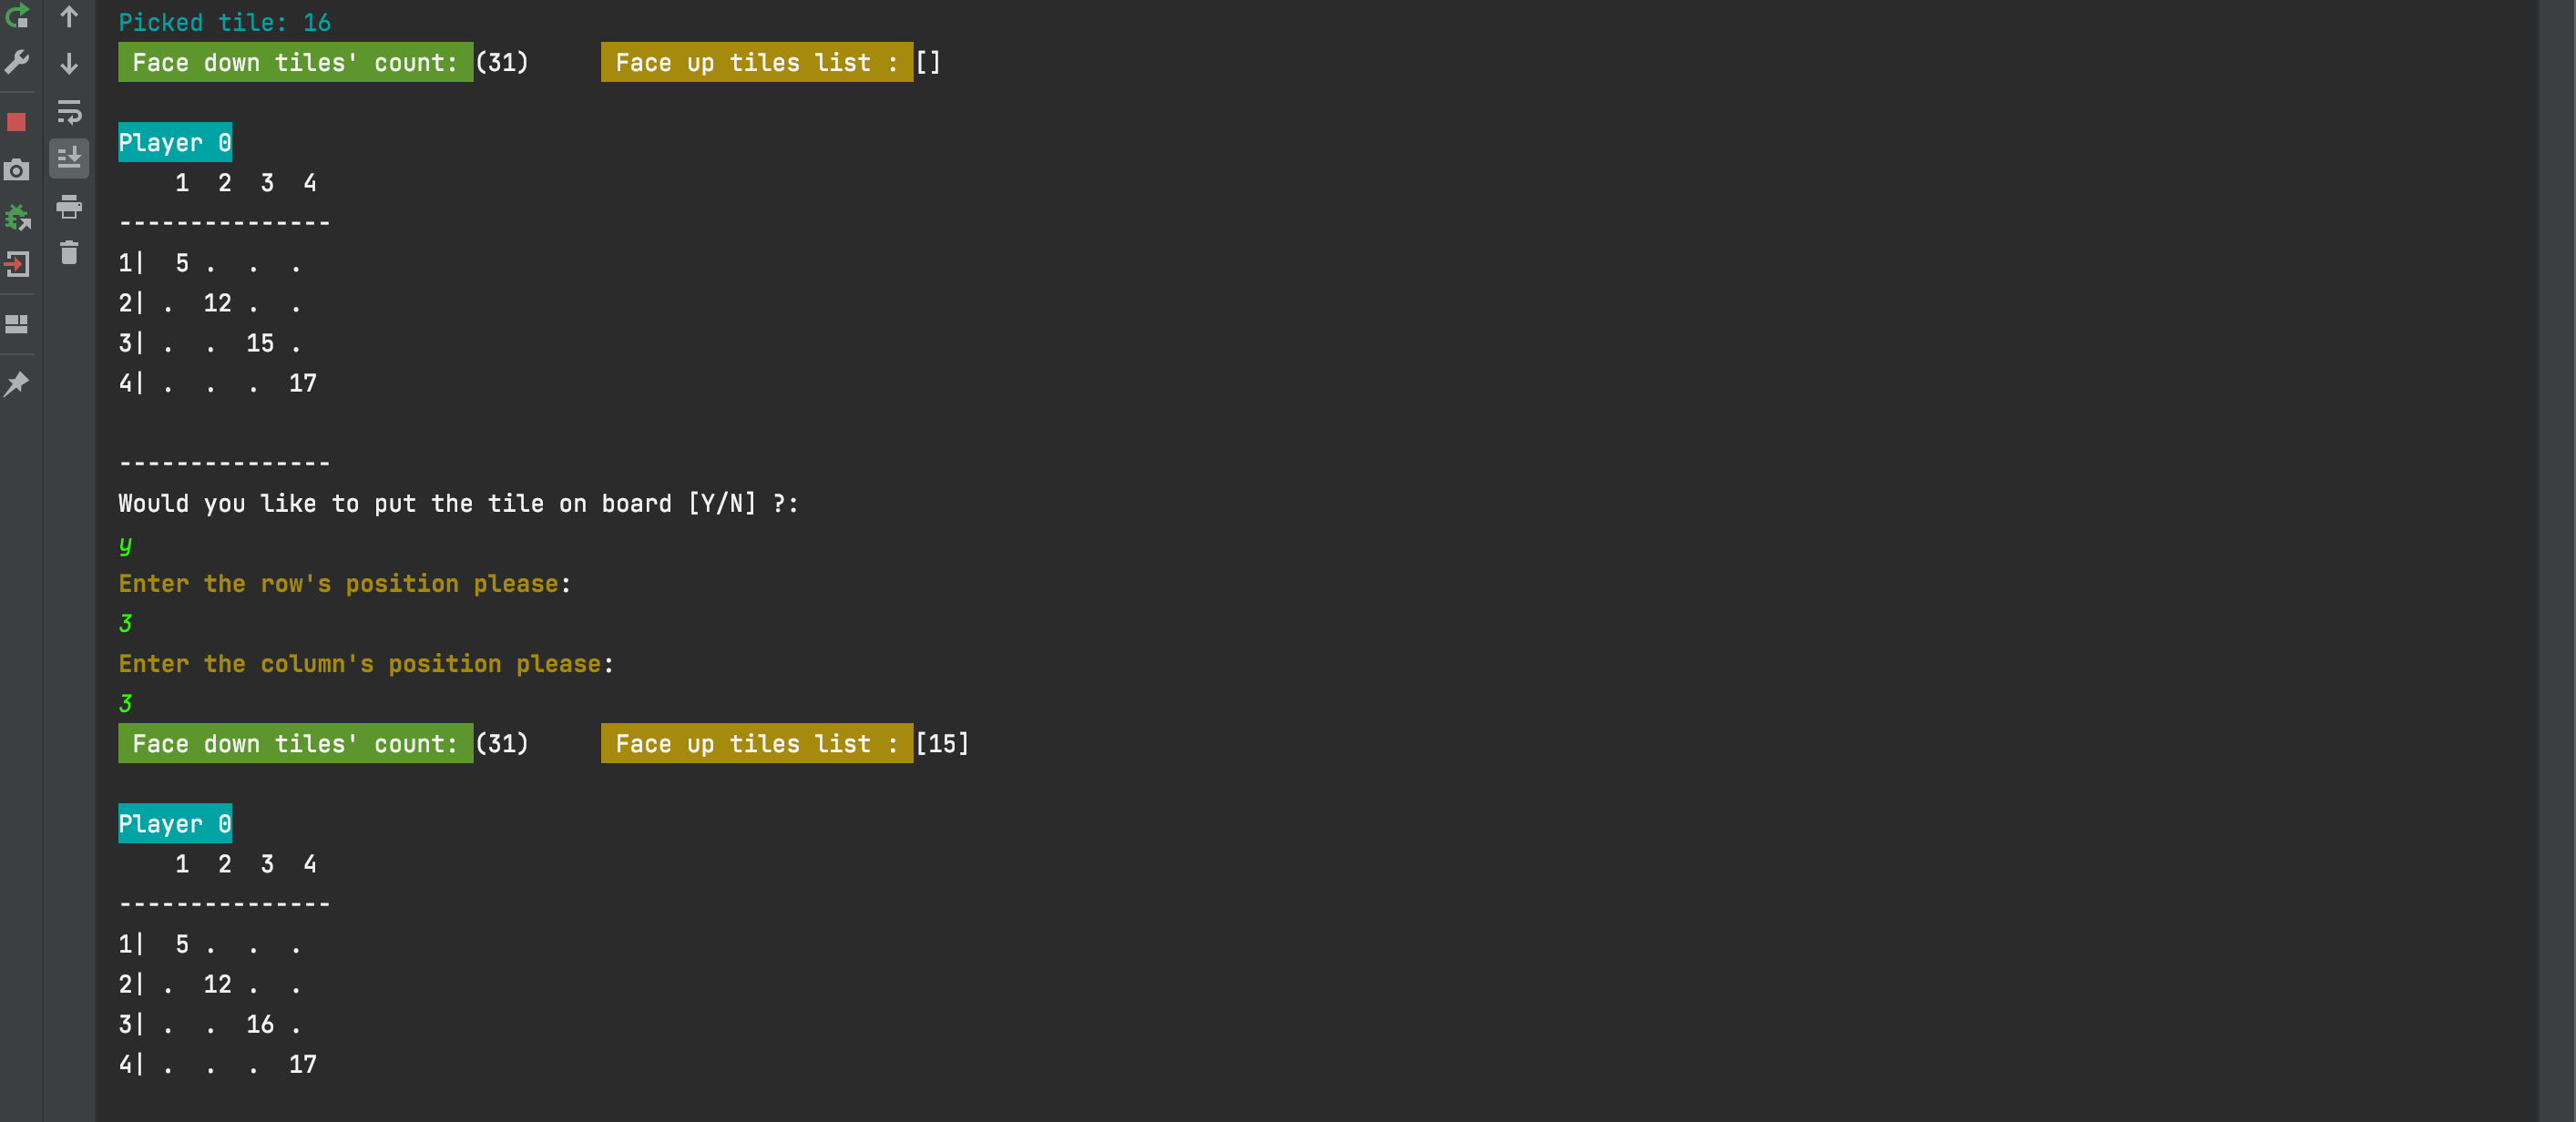 Picked tile: 16
Face down tiles' count: (31)     Face up tiles list : []
Player 0
    1  2  3  4
---------------
1|  5 .  .  .
2| .  12 .  .
3| .  .  15 .
4| .  .  .  17
---------------
Would you like to put the tile on board [Y/N] ?:
y
Enter the row's position please:
3
Enter the column's position please:
3
Face down tiles' count: (31)     Face up tiles list : [15]
Player 0
    1  2  3  4
---------------
1|  5 .  .  .
2| .  12 .  .
3| .  .  16 .
4| .  .  .  17